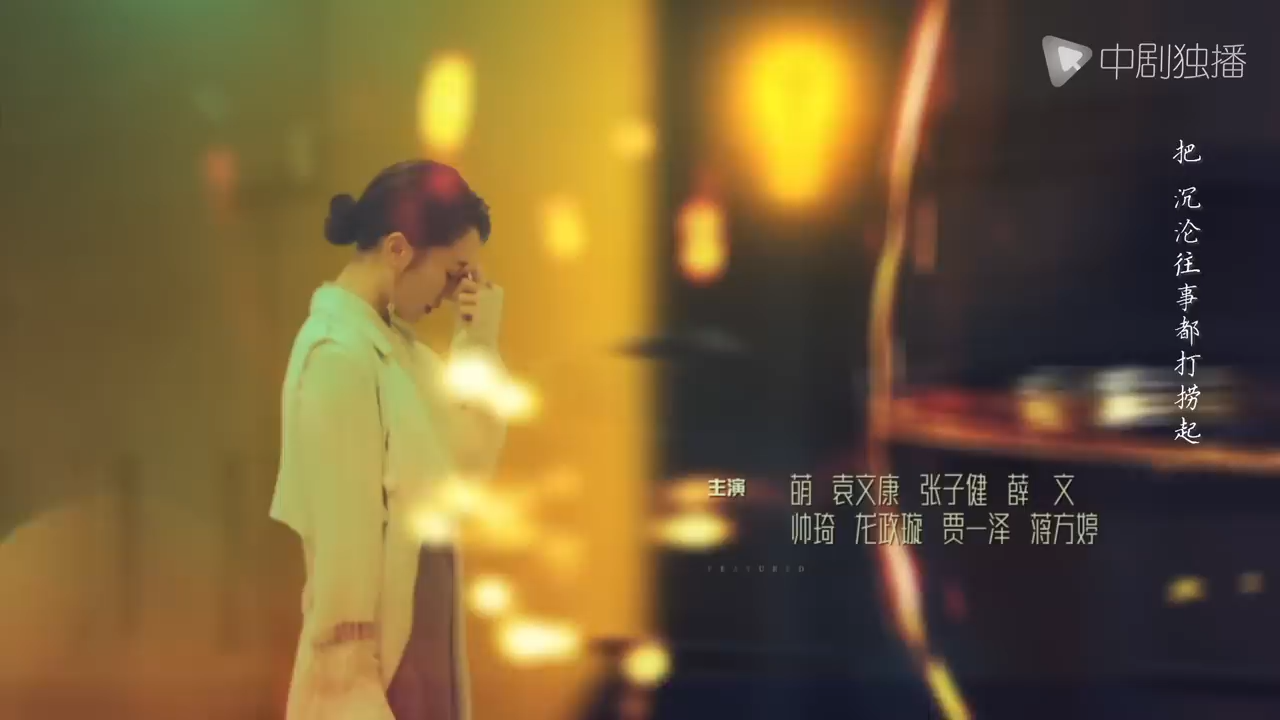 中剧独播
把 沉沦往事都打捞起
主演
萌 袁文康 张子健 薛 文
帅琦 龙政璇 贾一泽 蒋方婷
FEATURED